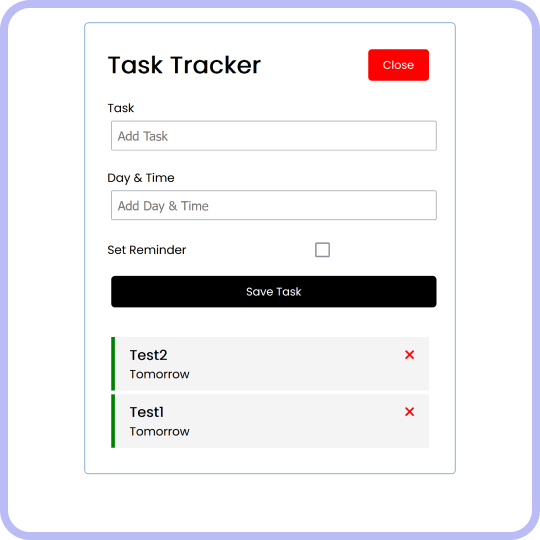 Task Tracker
Close
Task
Add Task
Day & Time
Add Day & Time
Set Reminder
Save Task
Test2
Tomorrow
Test1
Tomorrow